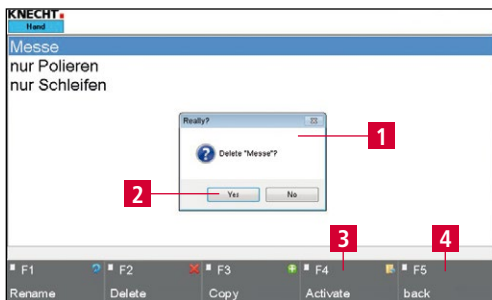 KNECHT
Hand
Messe
nur Polieren
nur Schleifen
Really?
1
Delete "Messe"?
2
Yes
No
3
4
F1
F2
F3
F4
F5
Rename
Delete
Copy
Activate
back